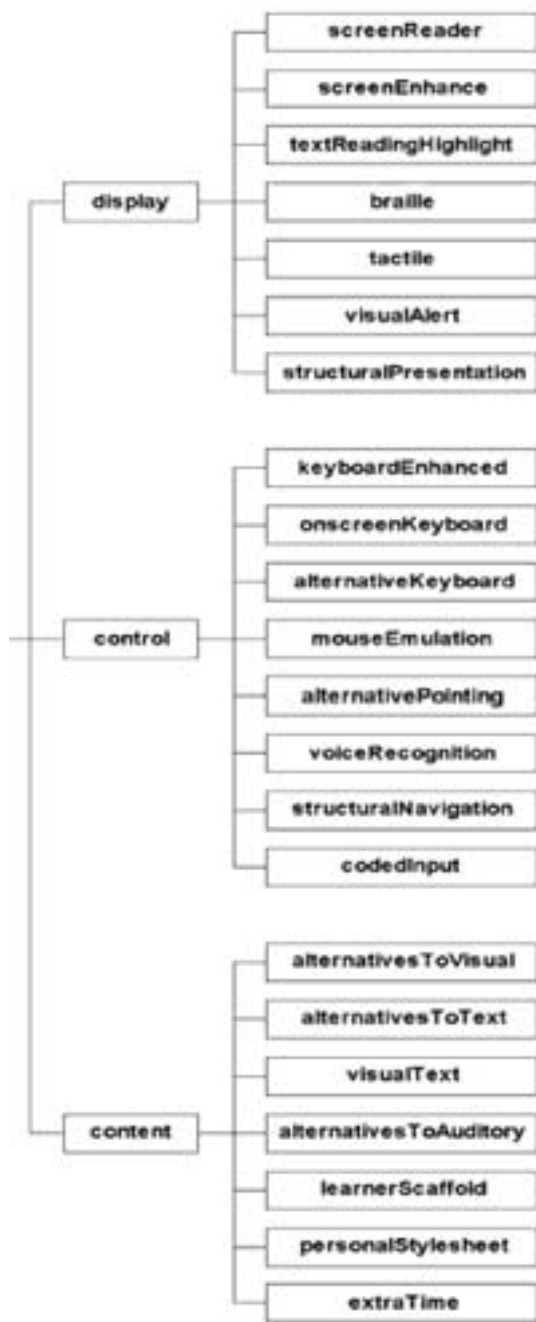 display
screenReader
screenEnhance
textReadingHighlight
braille
tactile
visualAlert
structuralPresentation
control
keyboardEnhanced
onscreenKeyboard
alternativeKeyboard
mouseEmulation
alternativePointing
voiceRecognition
structuralNavigation
codedInput
content
alternativesToVisual
alternativesToText
visualText
alternativesToAuditory
learnerScaffold
personalStylesheet
extraTime